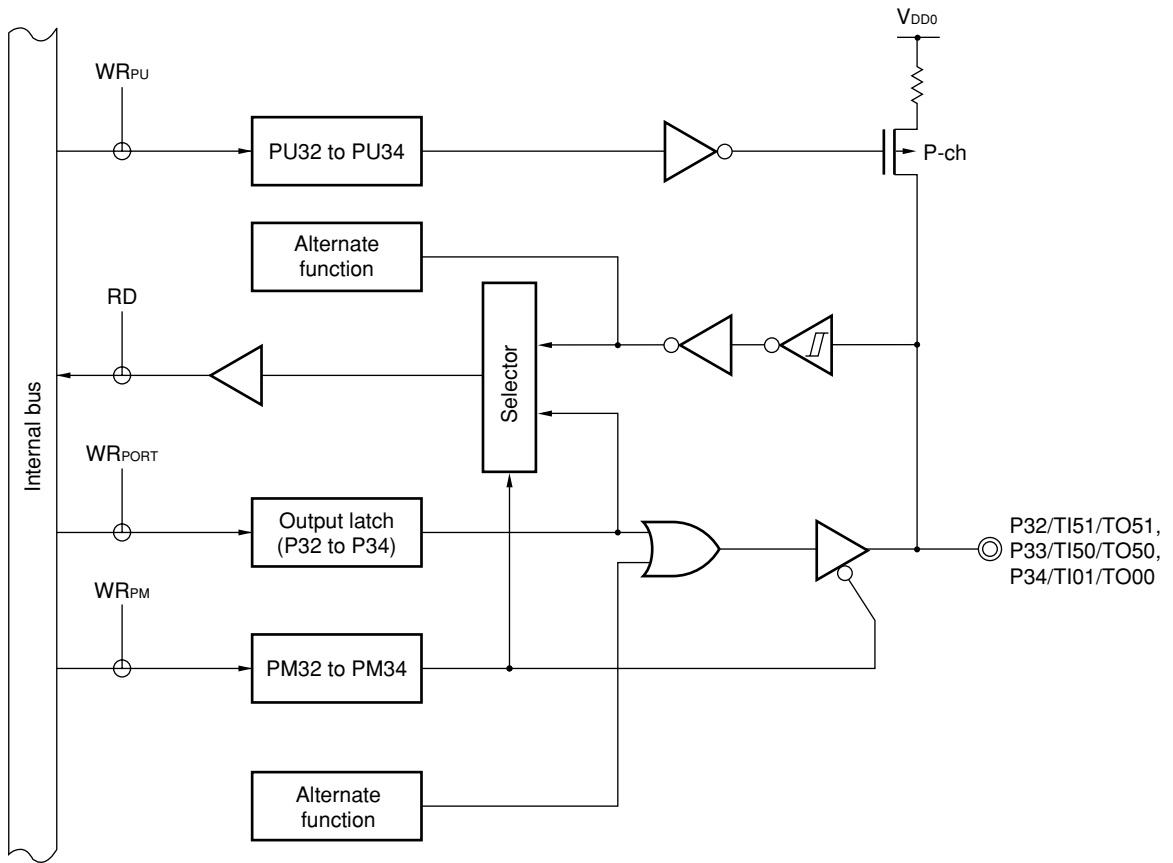 VDD0
WRPU
PU32 to PU34
P-ch
Alternate
function
RD
Selector
Internal bus
WRPORT
Output latch
(P32 to P34)
P32/TI51/TO51,
P33/TI50/TO50,
P34/TI01/TO00
WRPM
PM32 to PM34
Alternate
function